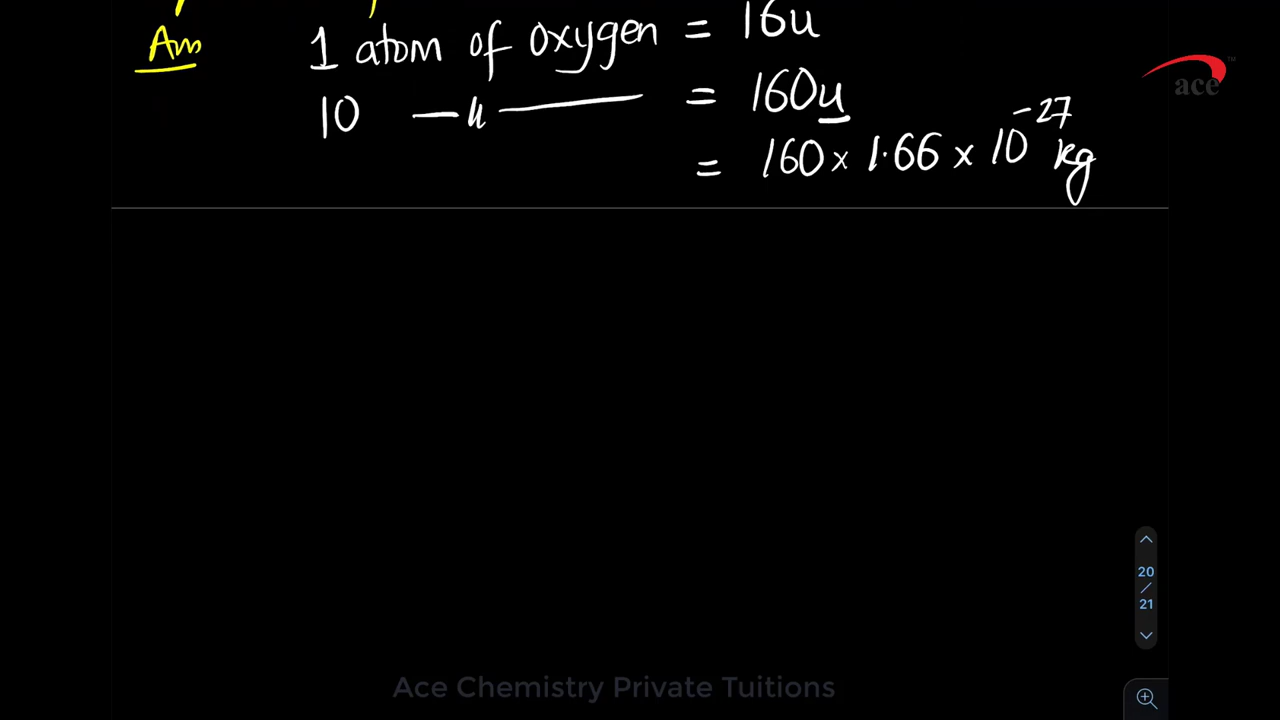 Ans 1 atom of oxygen = 16u
10 — 〃 —— = 160u
= 160 × 1.66 × 10⁻²⁷ kg
ace™
20
/
21
Ace Chemistry Private Tuitions